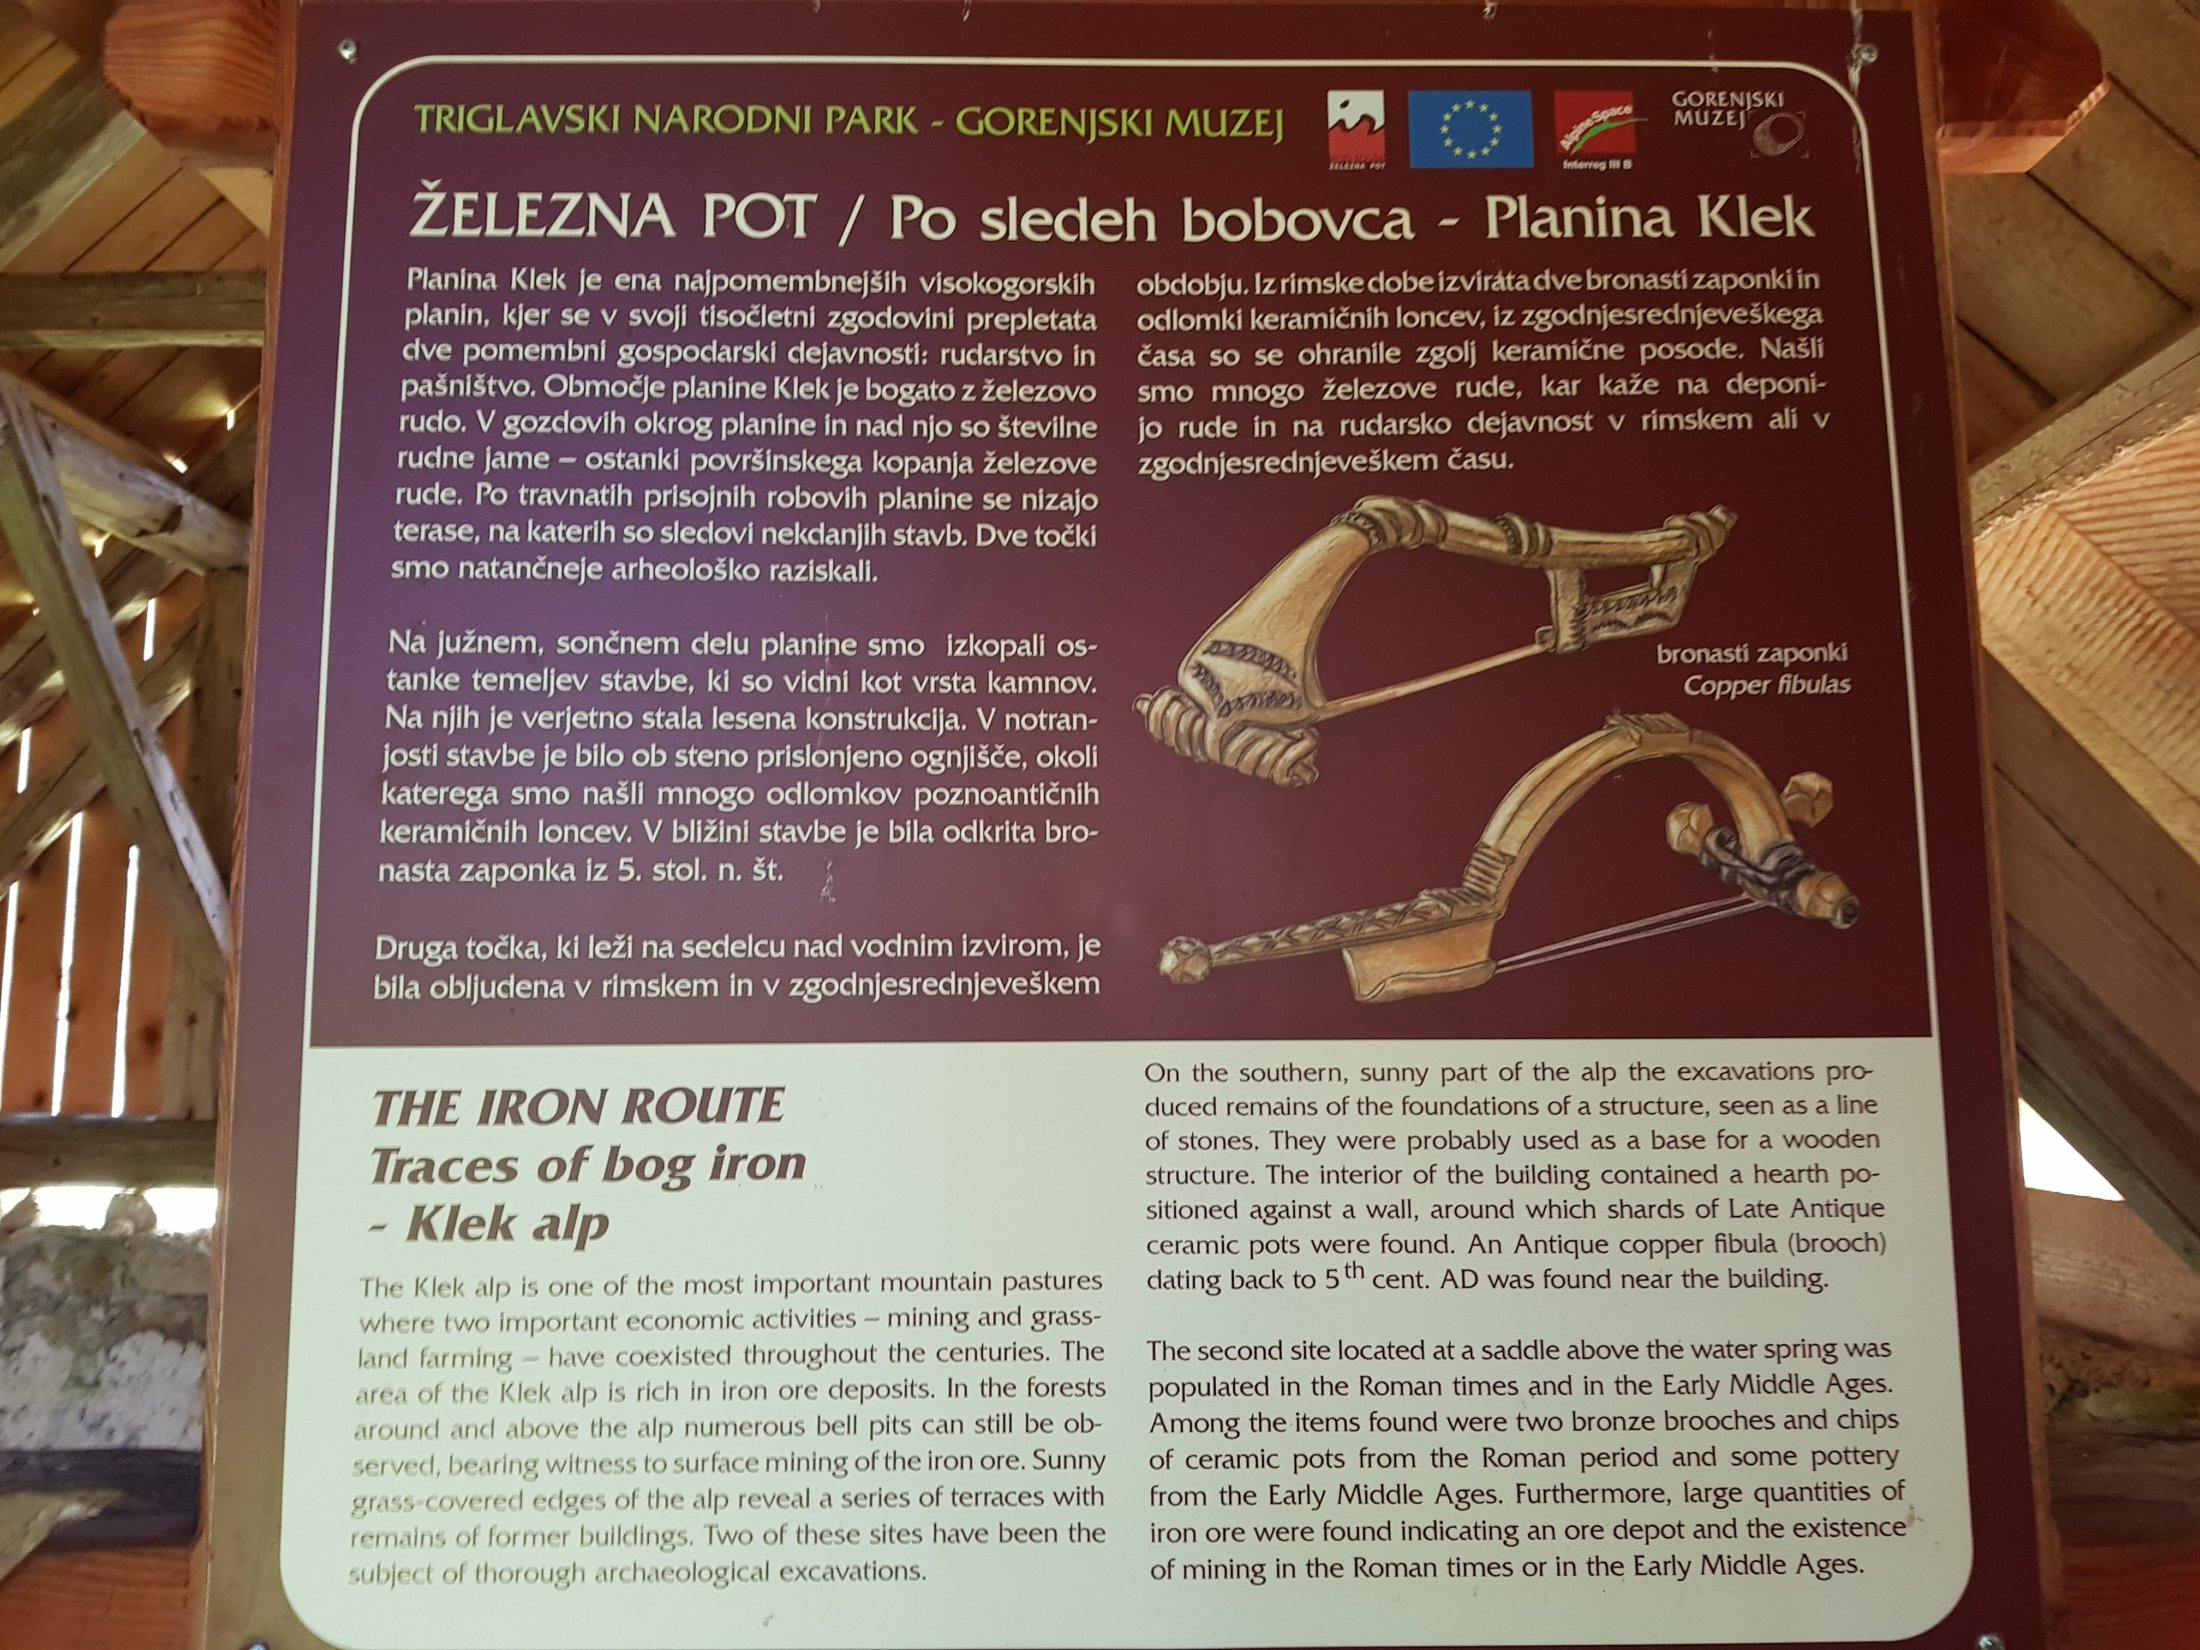 TRIGLAVSKI NARODNI PARK - GORENJSKI MUZEJ
ŽELEZNA POT
Alpine Space
Interreg III B
GORENJSKI
MUZEJ
ŽELEZNA POT / Po sledeh bobovca - Planina Klek
Planina Klek je ena najpomembnejših visokogorskih
planin, kjer se v svoji tisočletni zgodovini prepletata
dve pomembni gospodarski dejavnosti: rudarstvo in
pašništvo. Območje planine Klek je bogato z železovo
rudo. V gozdovih okrog planine in nad njo so številne
rudne jame – ostanki površinskega kopanja železove
rude. Po travnatih prisojnih robovih planine se nizajo
terase, na katerih so sledovi nekdanjih stavb. Dve točki
smo natančneje arheološko raziskali.
Na južnem, sončnem delu planine smo izkopali os-
tanke temeljev stavbe, ki so vidni kot vrsta kamnov.
Na njih je verjetno stala lesena konstrukcija. V notran-
josti stavbe je bilo ob steno prislonjeno ognjišče, okoli
katerega smo našli mnogo odlomkov poznoantičnih
keramičnih loncev. V bližini stavbe je bila odkrita bro-
nasta zaponka iz 5. stol. n. št.
Druga točka, ki leži na sedelcu nad vodnim izvirom, je
bila obljudena v rimskem in v zgodnjesrednjeveškem
obdobju. Iz rimske dobe izvirata dve bronasti zaponki in
odlomki keramičnih loncev, iz zgodnjesrednjeveškega
časa so se ohranile zgolj keramične posode. Našli
smo mnogo železove rude, kar kaže na deponi-
jo rude in na rudarsko dejavnost v rimskem ali v
zgodnjesrednjeveškem času.
bronasti zaponki
Copper fibulas
THE IRON ROUTE
Traces of bog iron
- Klek alp
The Klek alp is one of the most important mountain pastures
where two important economic activities – mining and grass-
land farming – have coexisted throughout the centuries. The
area of the Klek alp is rich in iron ore deposits. In the forests
around and above the alp numerous bell pits can still be ob-
served, bearing witness to surface mining of the iron ore. Sunny
grass-covered edges of the alp reveal a series of terraces with
remains of former buildings. Two of these sites have been the
subject of thorough archaeological excavations.
On the southern, sunny part of the alp the excavations pro-
duced remains of the foundations of a structure, seen as a line
of stones. They were probably used as a base for a wooden
structure. The interior of the building contained a hearth po-
sitioned against a wall, around which shards of Late Antique
ceramic pots were found. An Antique copper fibula (brooch)
dating back to 5th cent. AD was found near the building.
The second site located at a saddle above the water spring was
populated in the Roman times and in the Early Middle Ages.
Among the items found were two bronze brooches and chips
of ceramic pots from the Roman period and some pottery
from the Early Middle Ages. Furthermore, large quantities of
iron ore were found indicating an ore depot and the existence
of mining in the Roman times or in the Early Middle Ages.